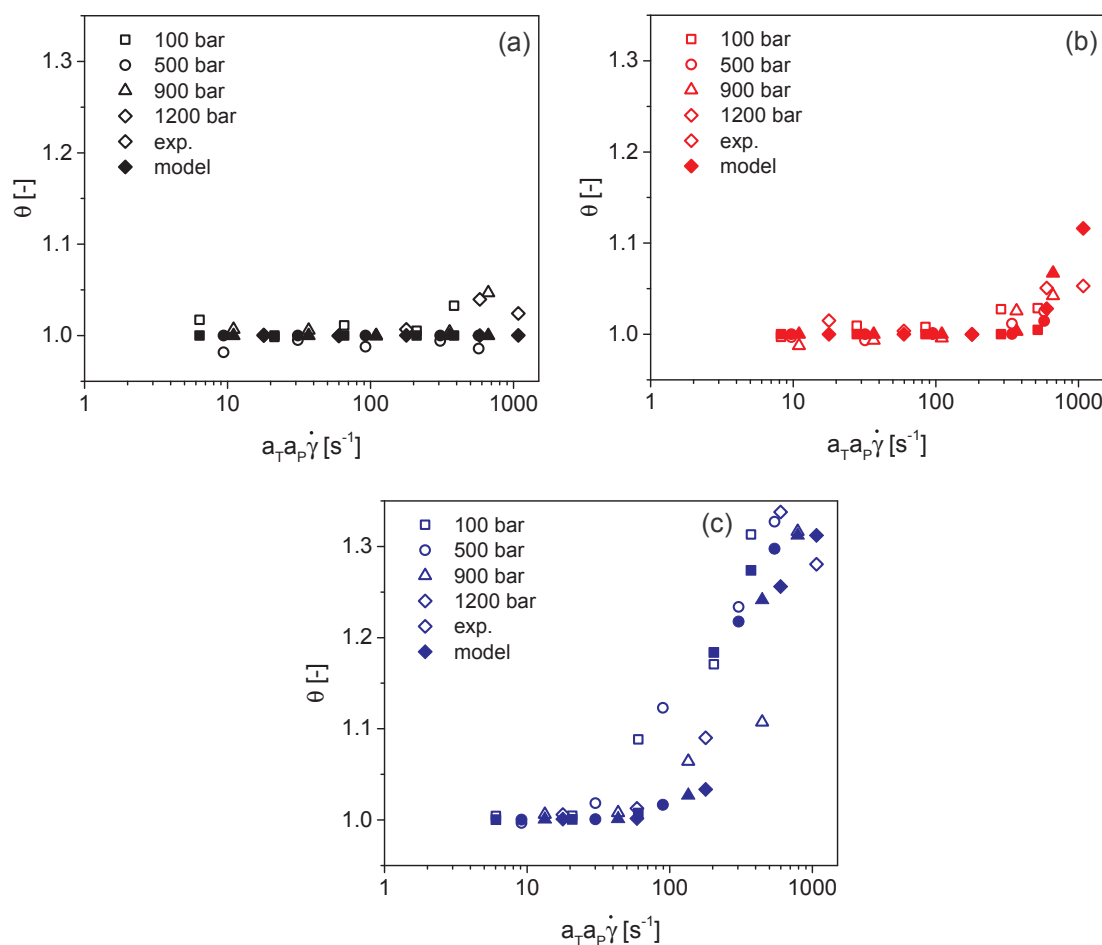 (a)
100 bar
500 bar
900 bar
1200 bar
exp.
model
1.3
1.2
1.1
1.0
θ [-]
1
10
100
1000
a_T a_P γ̇ [s⁻¹]
(b)
100 bar
500 bar
900 bar
1200 bar
exp.
model
1.3
1.2
1.1
1.0
θ [-]
1
10
100
1000
a_T a_P γ̇ [s⁻¹]
(c)
100 bar
500 bar
900 bar
1200 bar
exp.
model
1.3
1.2
1.1
1.0
θ [-]
1
10
100
1000
a_T a_P γ̇ [s⁻¹]